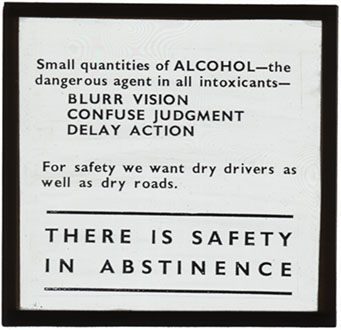 Small quantities of ALCOHOL—the
dangerous agent in all intoxicants—
BLURR VISION
CONFUSE JUDGMENT
DELAY ACTION
For safety we want dry drivers as
well as dry roads.
THERE IS SAFETY
IN ABSTINENCE